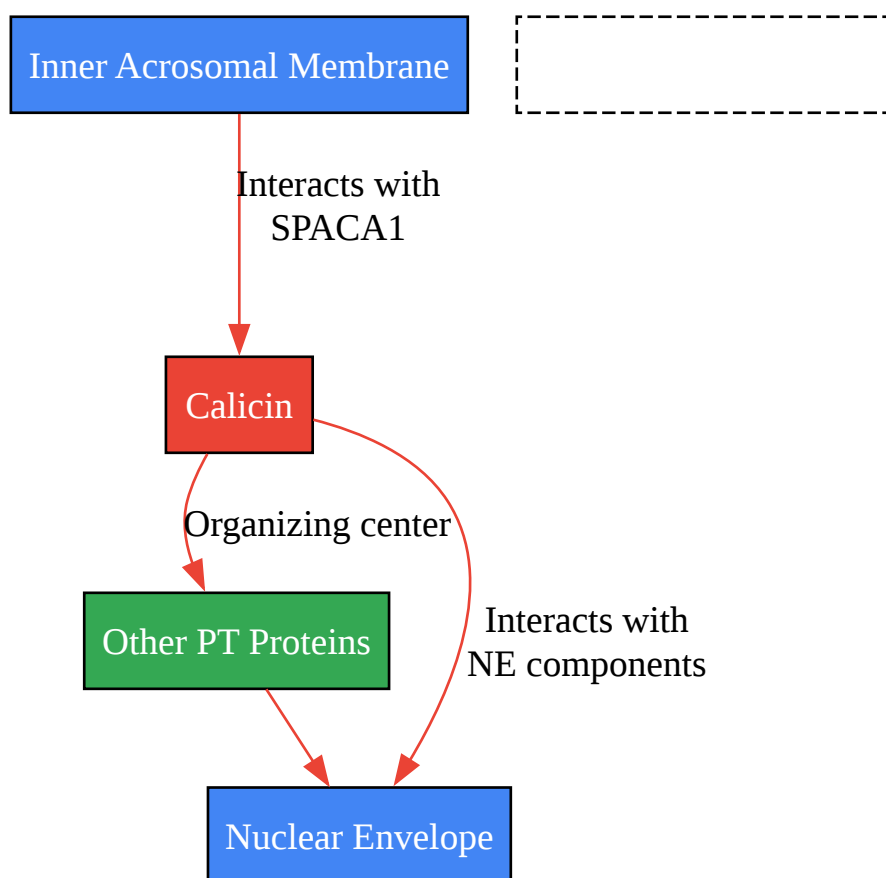 Inner Acrosomal Membrane
Interacts with
SPACA1
Calicin
Organizing center
Other PT Proteins
Interacts with
NE components
Nuclear Envelope